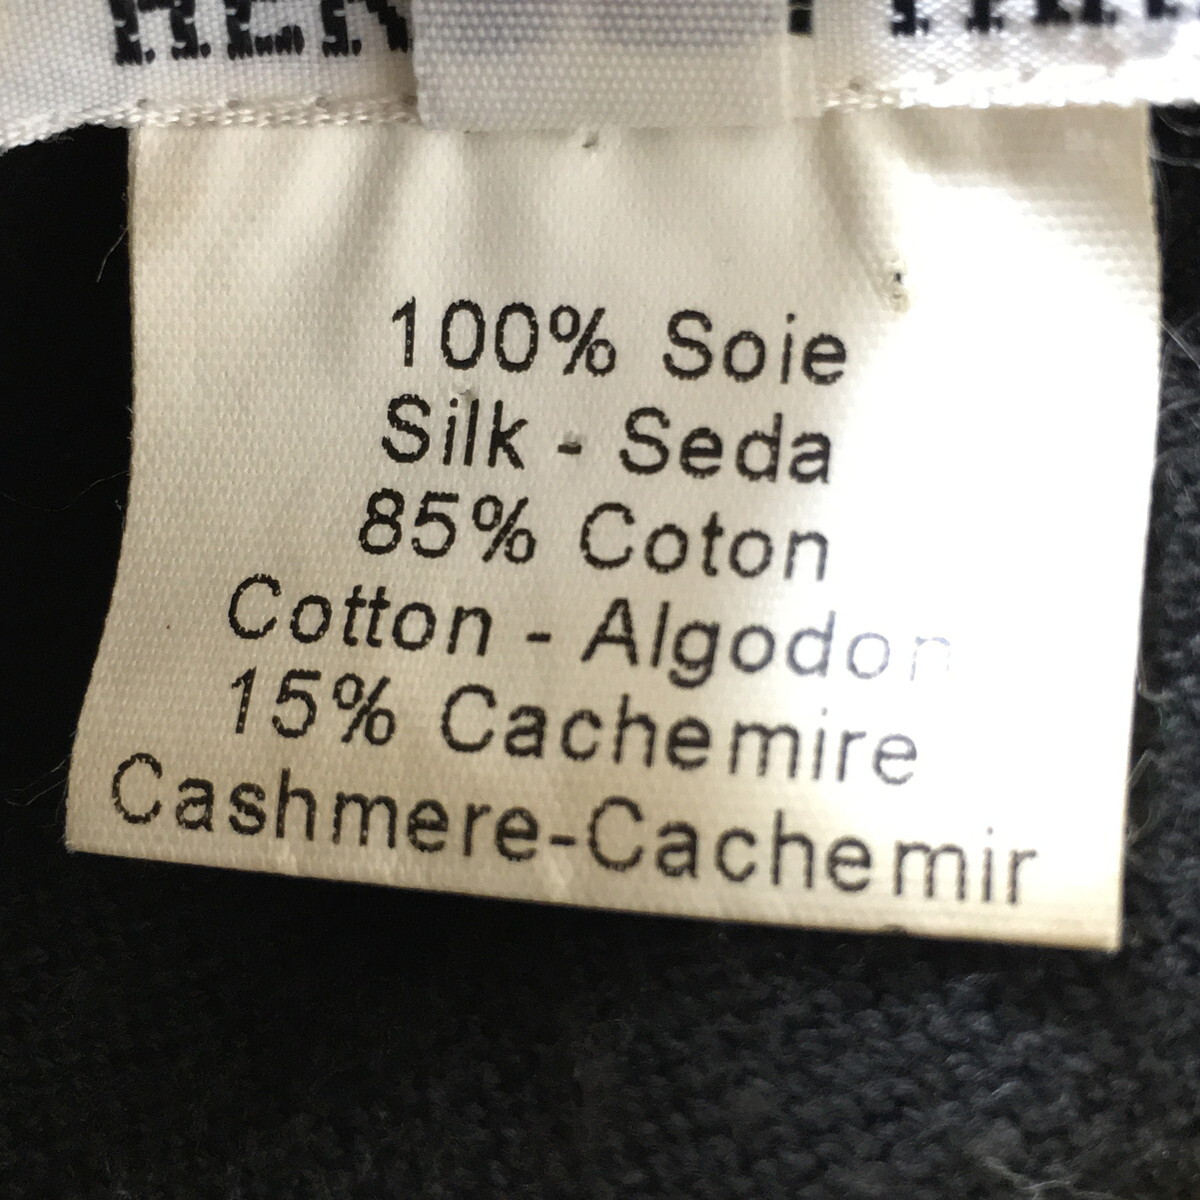 100% Soie
Silk - Seda
85% Coton
Cotton - Algodon
15% Cachemire
Cashmere-Cachemir